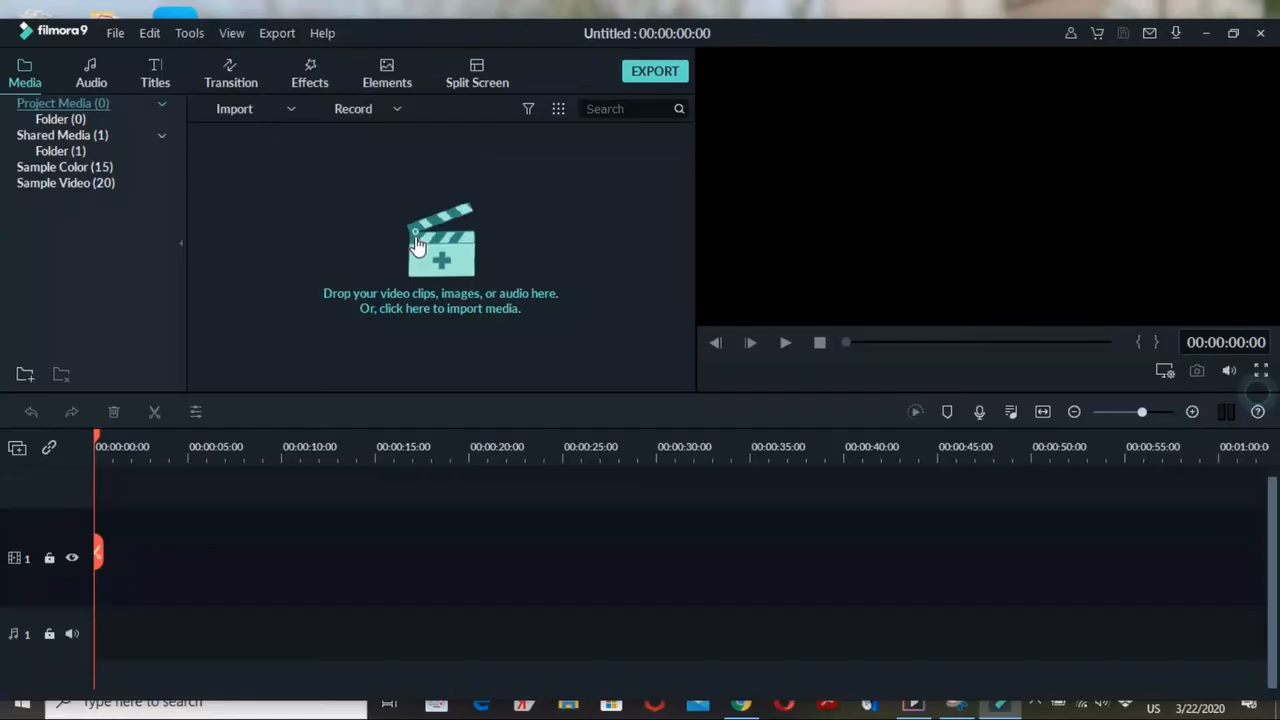 filmora9 File Edit Tools View Export Help Untitled : 00:00:00:00
Media Audio Titles Transition Effects Elements Split Screen EXPORT
Project Media (0)
Folder (0)
Shared Media (1)
Folder (1)
Sample Color (15)
Sample Video (20)
Import Record Search
Drop your video clips, images, or audio here.
Or, click here to import media.
00:00:00:00
00:00:00:00 00:00:05:00 00:00:10:00 00:00:15:00 00:00:20:00 00:00:25:00 00:00:30:00 00:00:35:00 00:00:40:00 00:00:45:00 00:00:50:00 00:00:55:00 00:01:00:0
1
1
Type here to search US 3/22/2020